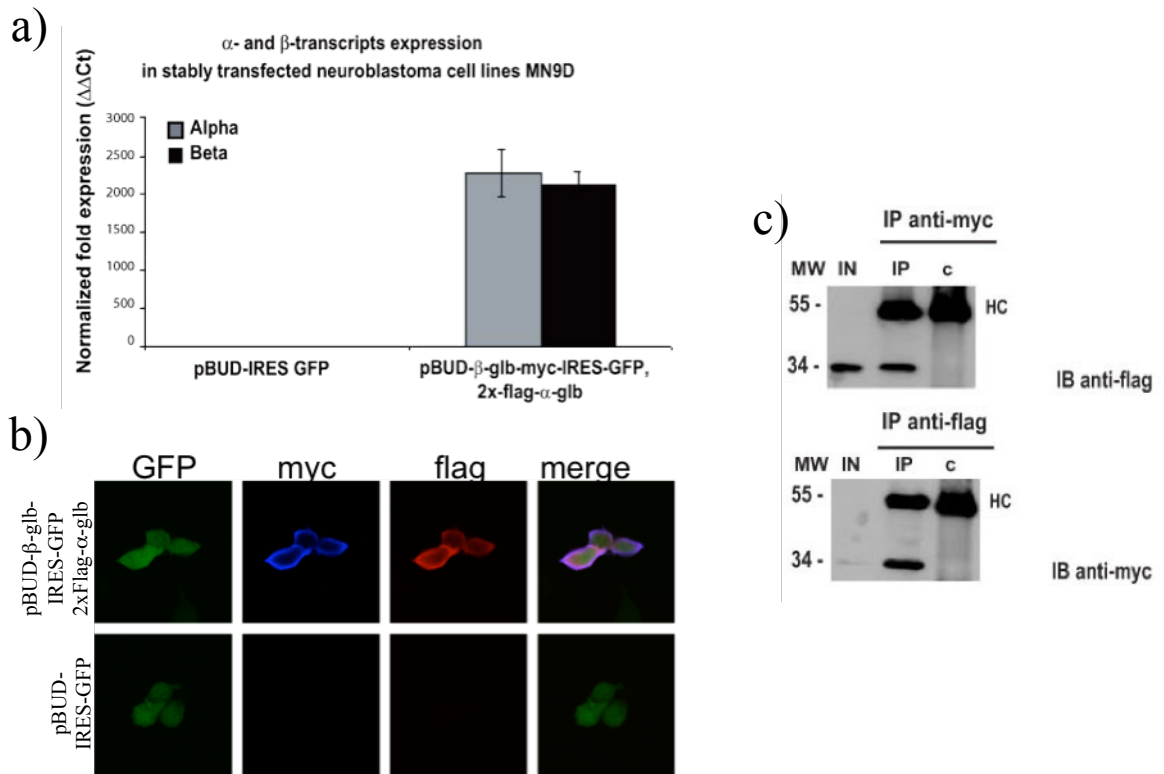 a)
α- and β-transcripts expression
in stably transfected neuroblastoma cell lines MN9D
Normalized fold expression (ΔΔCt)
3000
2500
2000
1500
1000
500
0
Alpha
Beta
pBUD-IRES GFP
pBUD-β-glb-myc-IRES-GFP,
2x-flag-α-glb
b)
GFP
myc
flag
merge
pBUD-β-glb-
IRES-GFP
2xFlag-α-glb
pBUD-
IRES-GFP
c)
IP anti-myc
MW IN IP c
55 -
HC
34 -
IB anti-flag
IP anti-flag
MW IN IP c
55 -
HC
34 -
IB anti-myc